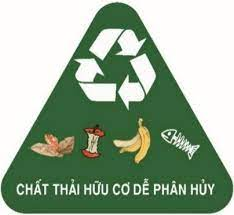 CHẤT THẢI HỮU CƠ DỄ PHÂN HỦY